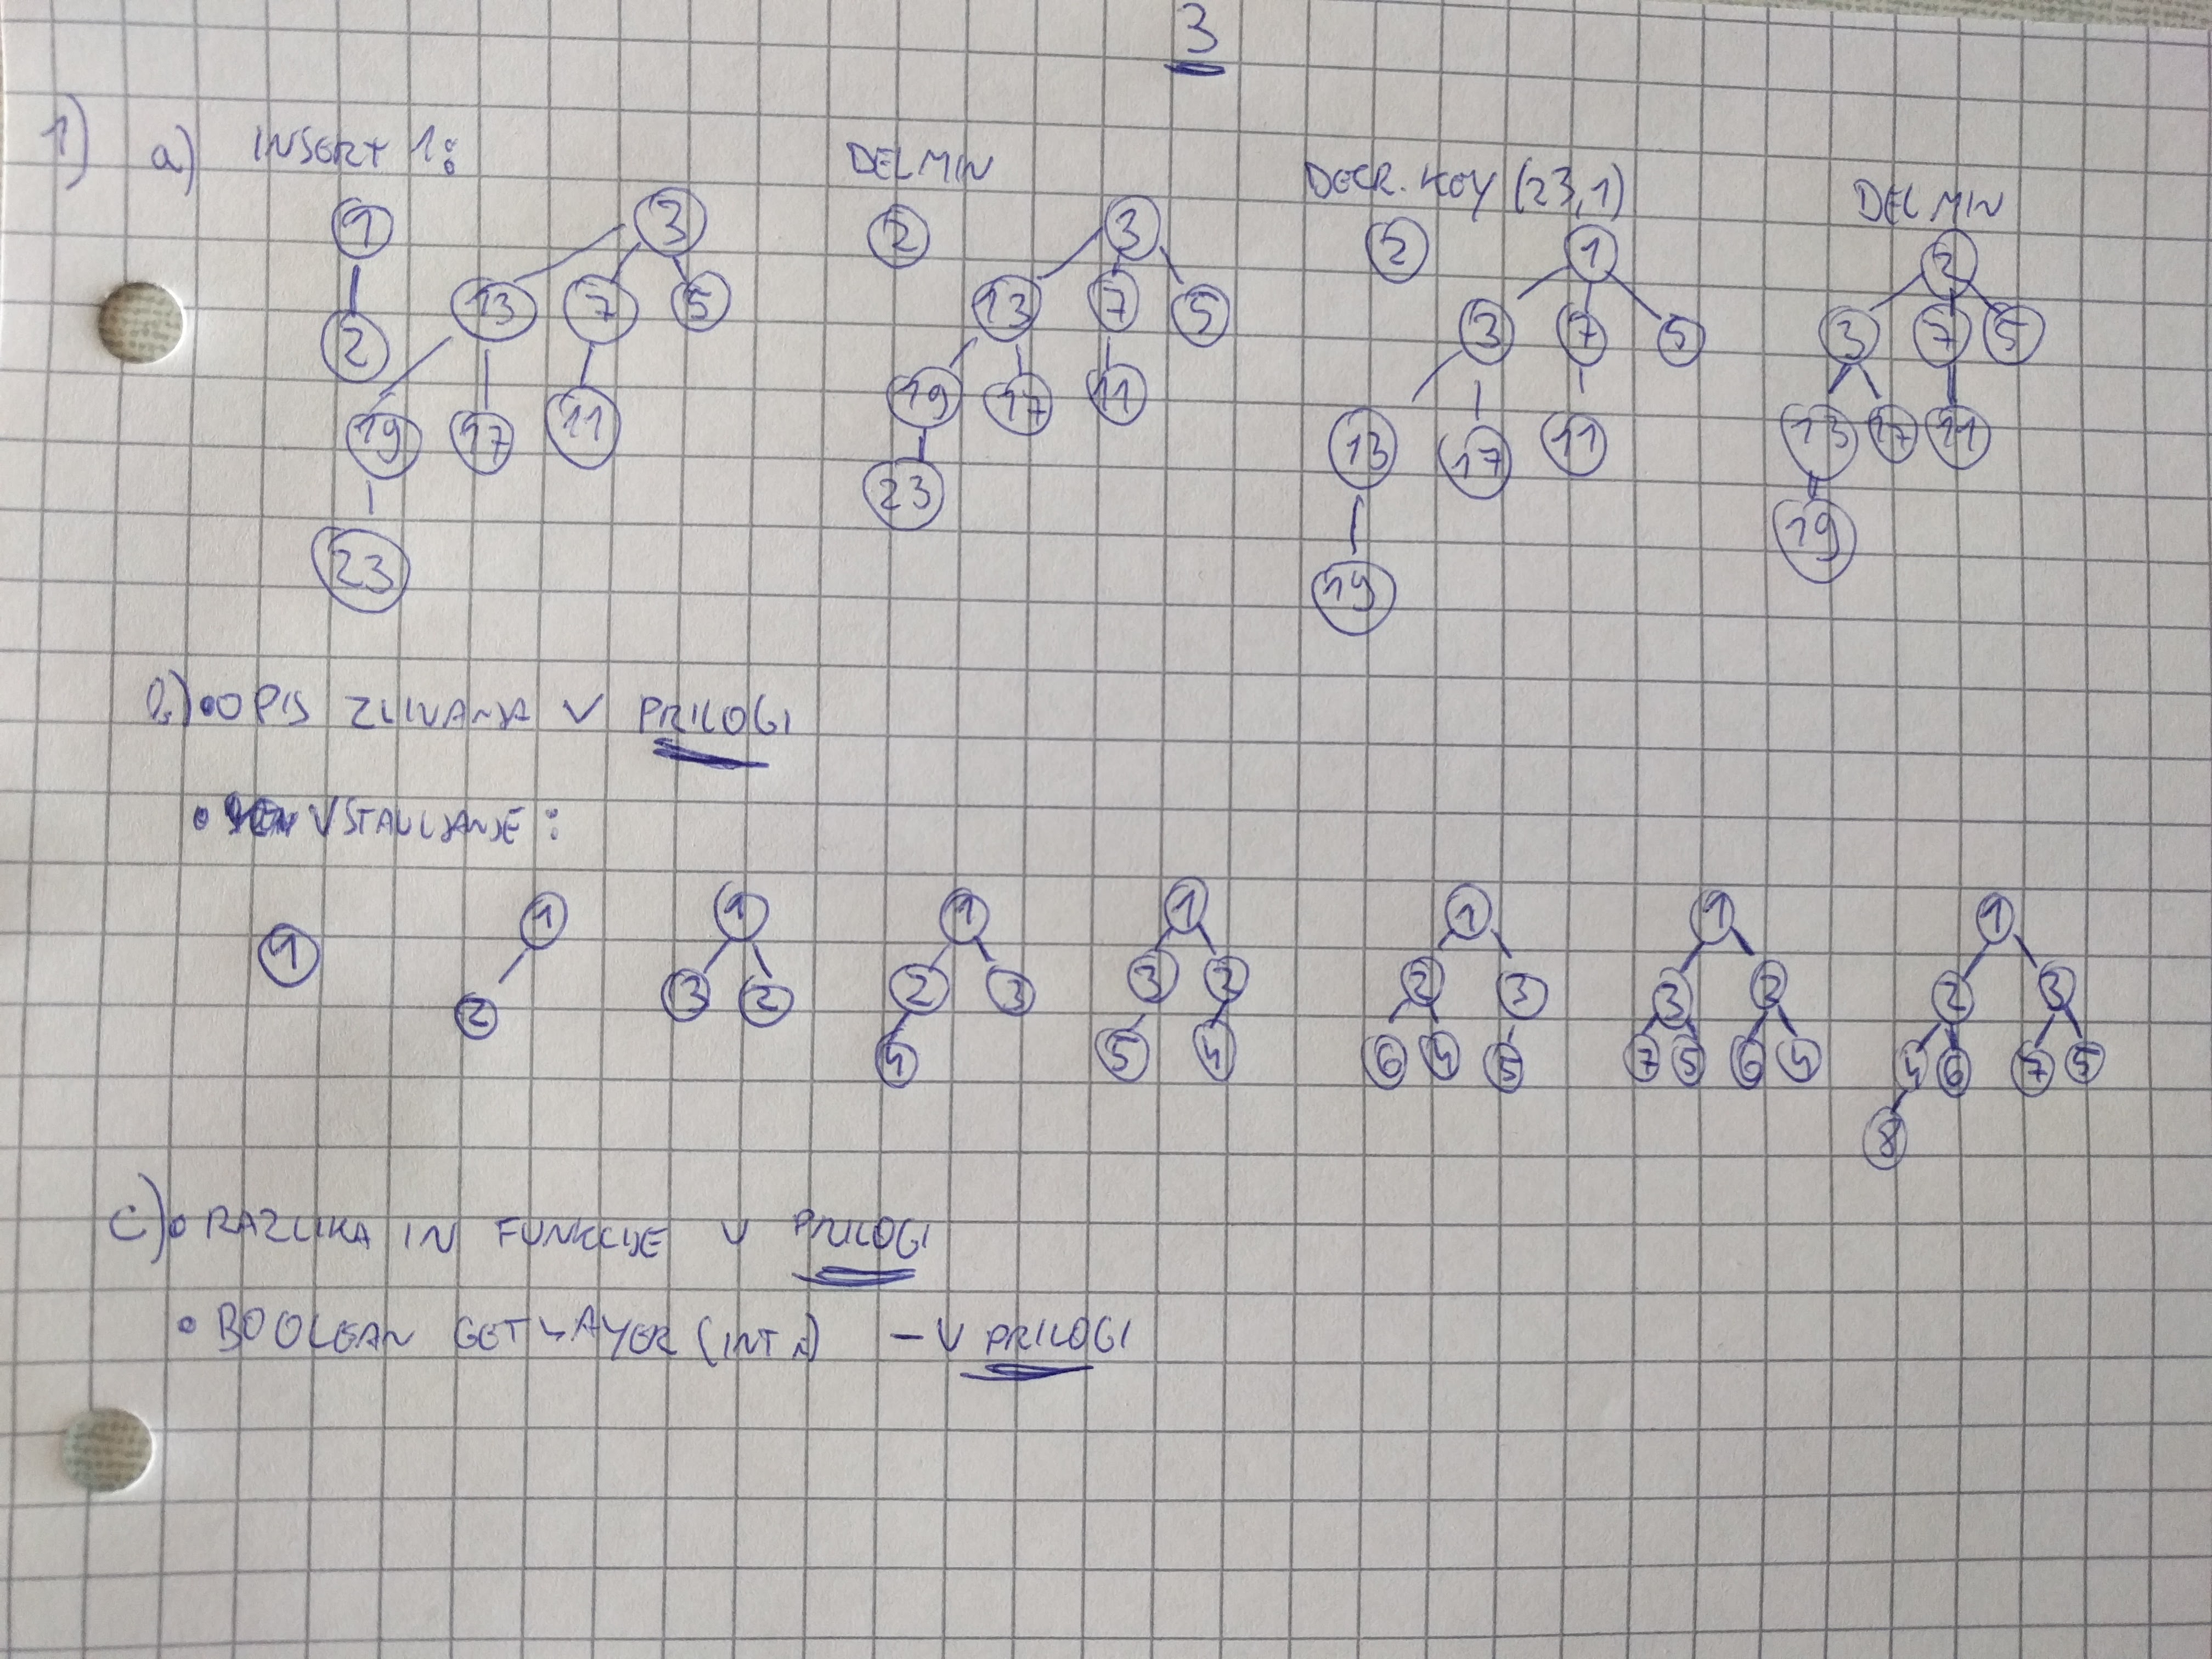 3
1) a) INSERT 1: DELMIN DECR. KEY (23,1) DEL MIN
1 3 2 3 2 1 2
2 13 7 5 13 7 5 3 7 5 3 7 5
19 17 11 19 17 11 13 17 11 13 17 11
23 23 19 19
b) • OPIS ZLIVANJA V PRILOGI
• VSTAVLJANJE:
1 1 1 1 1 1 1 1
2 3 2 2 3 3 2 2 3 3 2 2 3
4 5 4 6 4 5 7 5 6 4 4 6 7 5
8
c) • RAZLIKA IN FUNKCIJE V PRILOGI
• BOOLEAN GETLAYER (INT n) – V PRILOGI